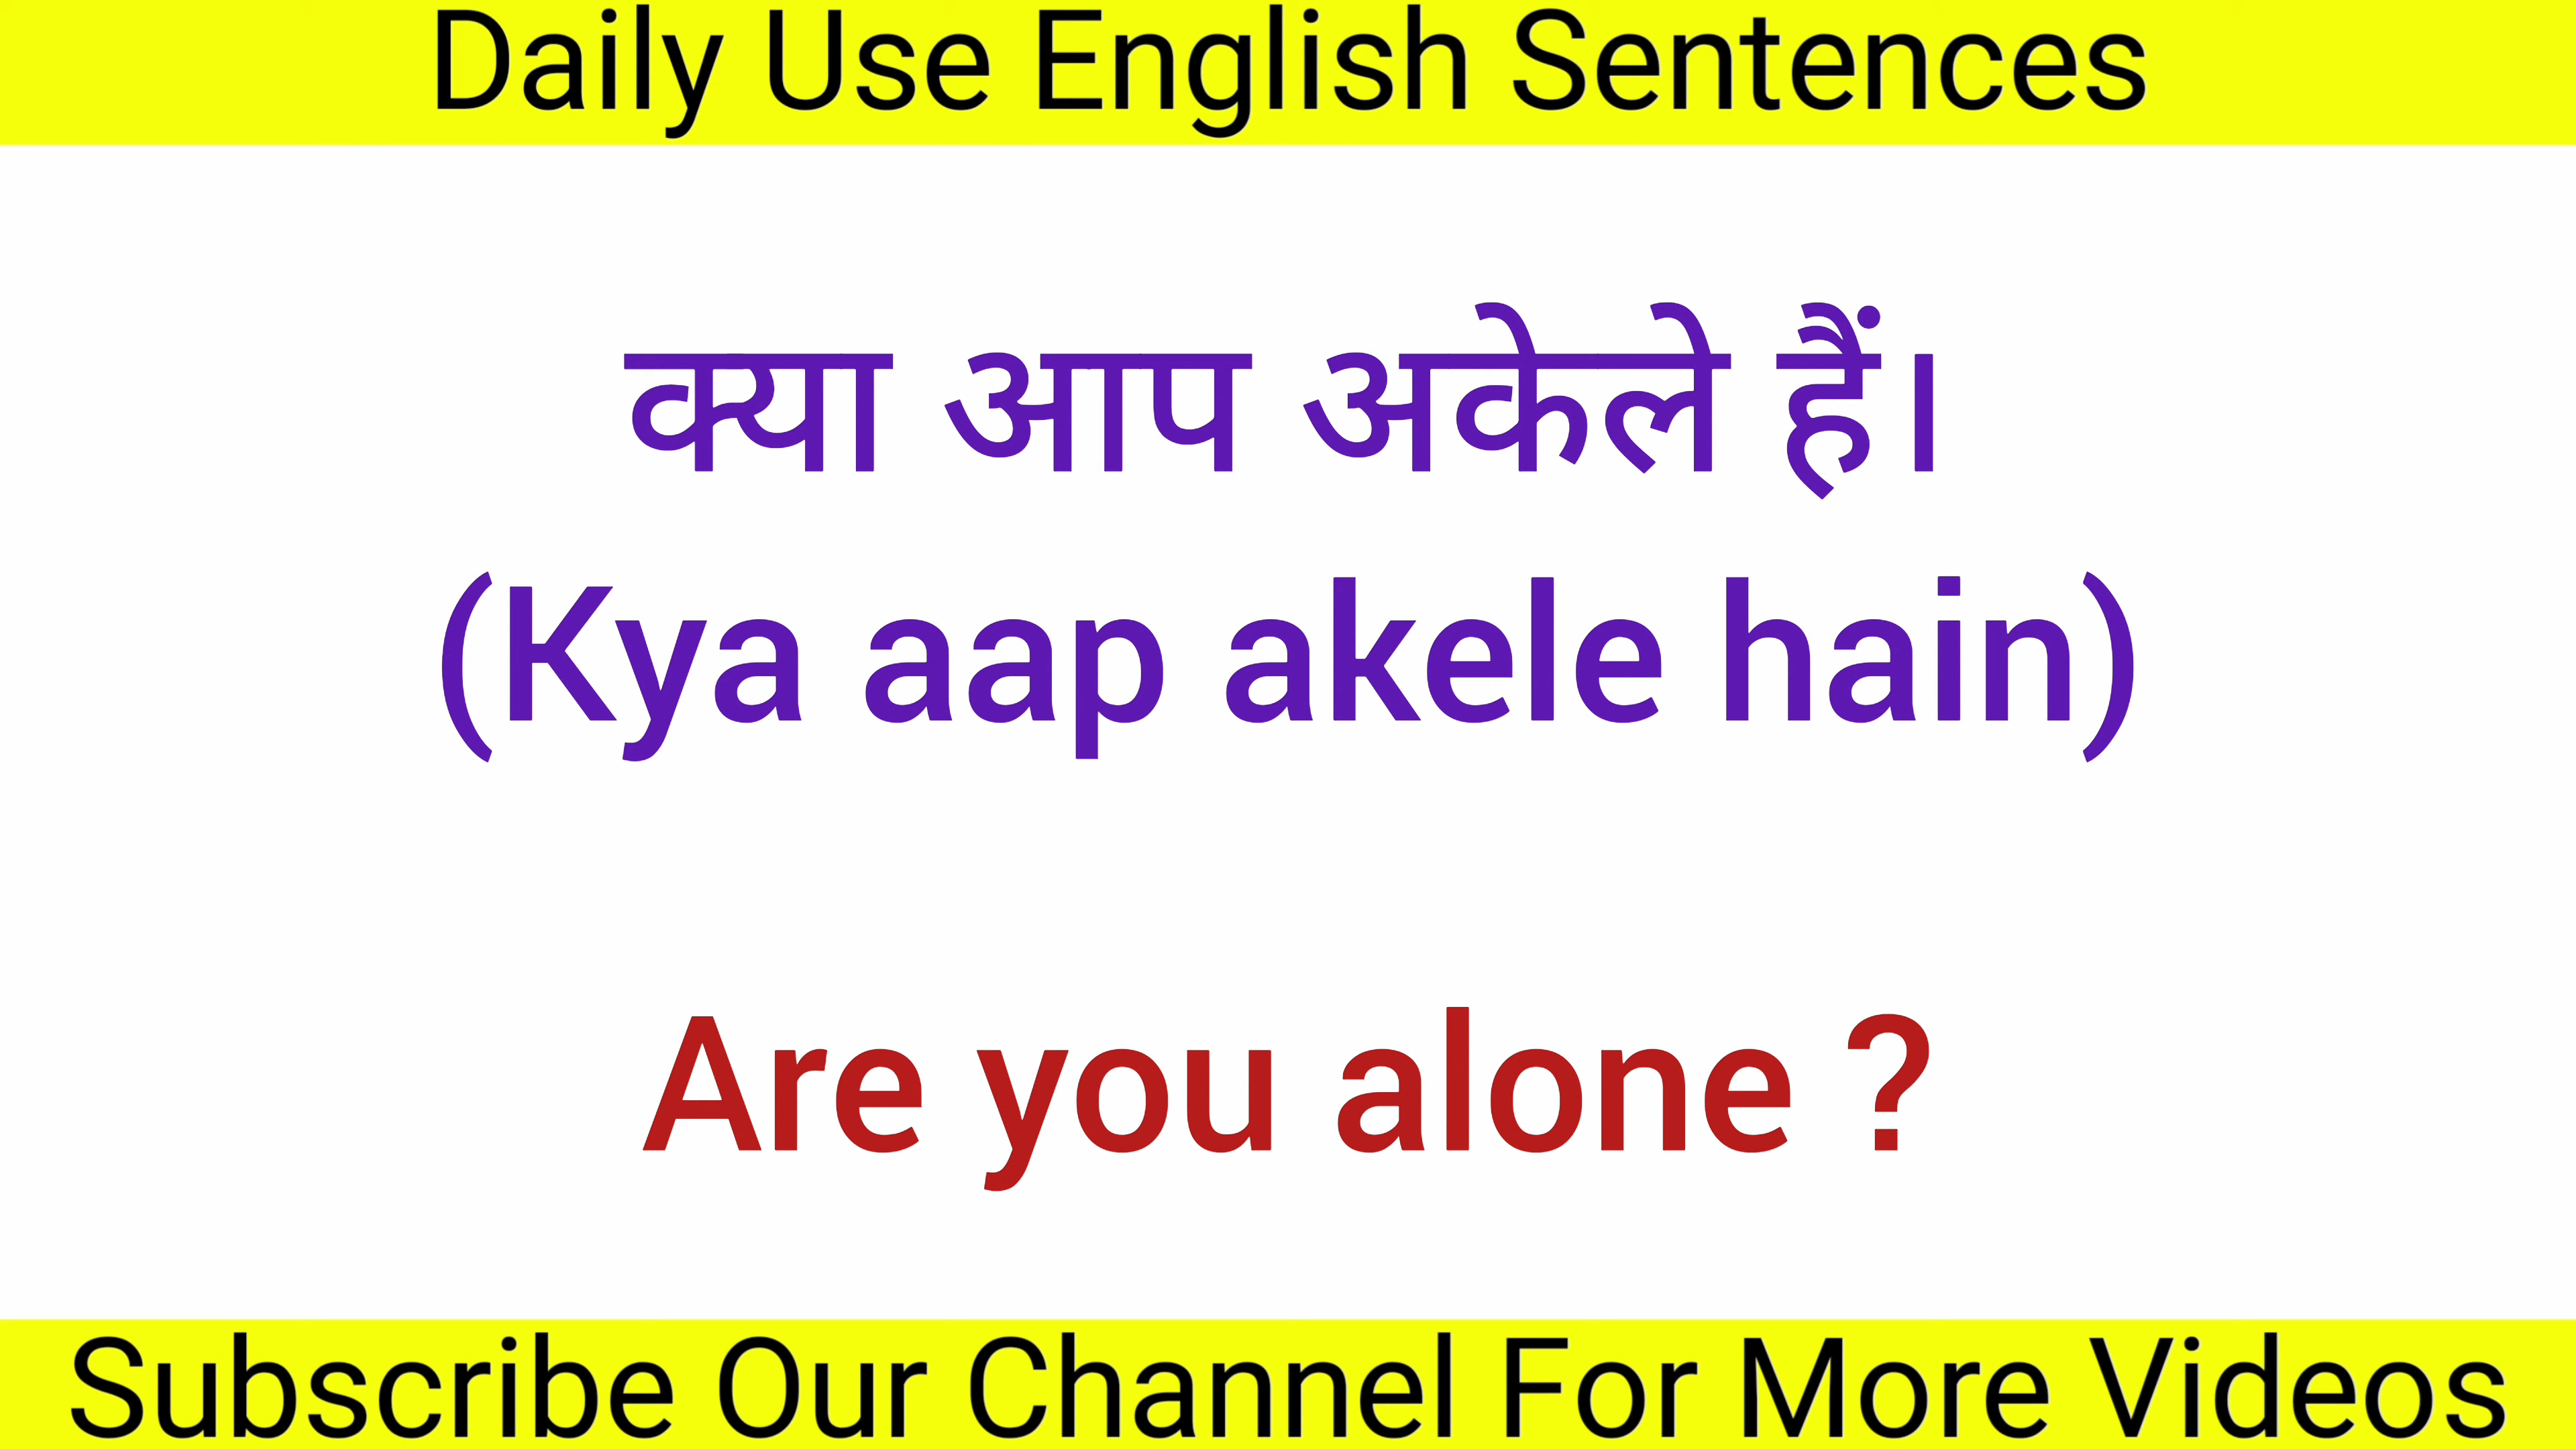 Daily Use English Sentences
क्या आप अकेले हैं।
(Kya aap akele hain)
Are you alone ?
Subscribe Our Channel For More Videos